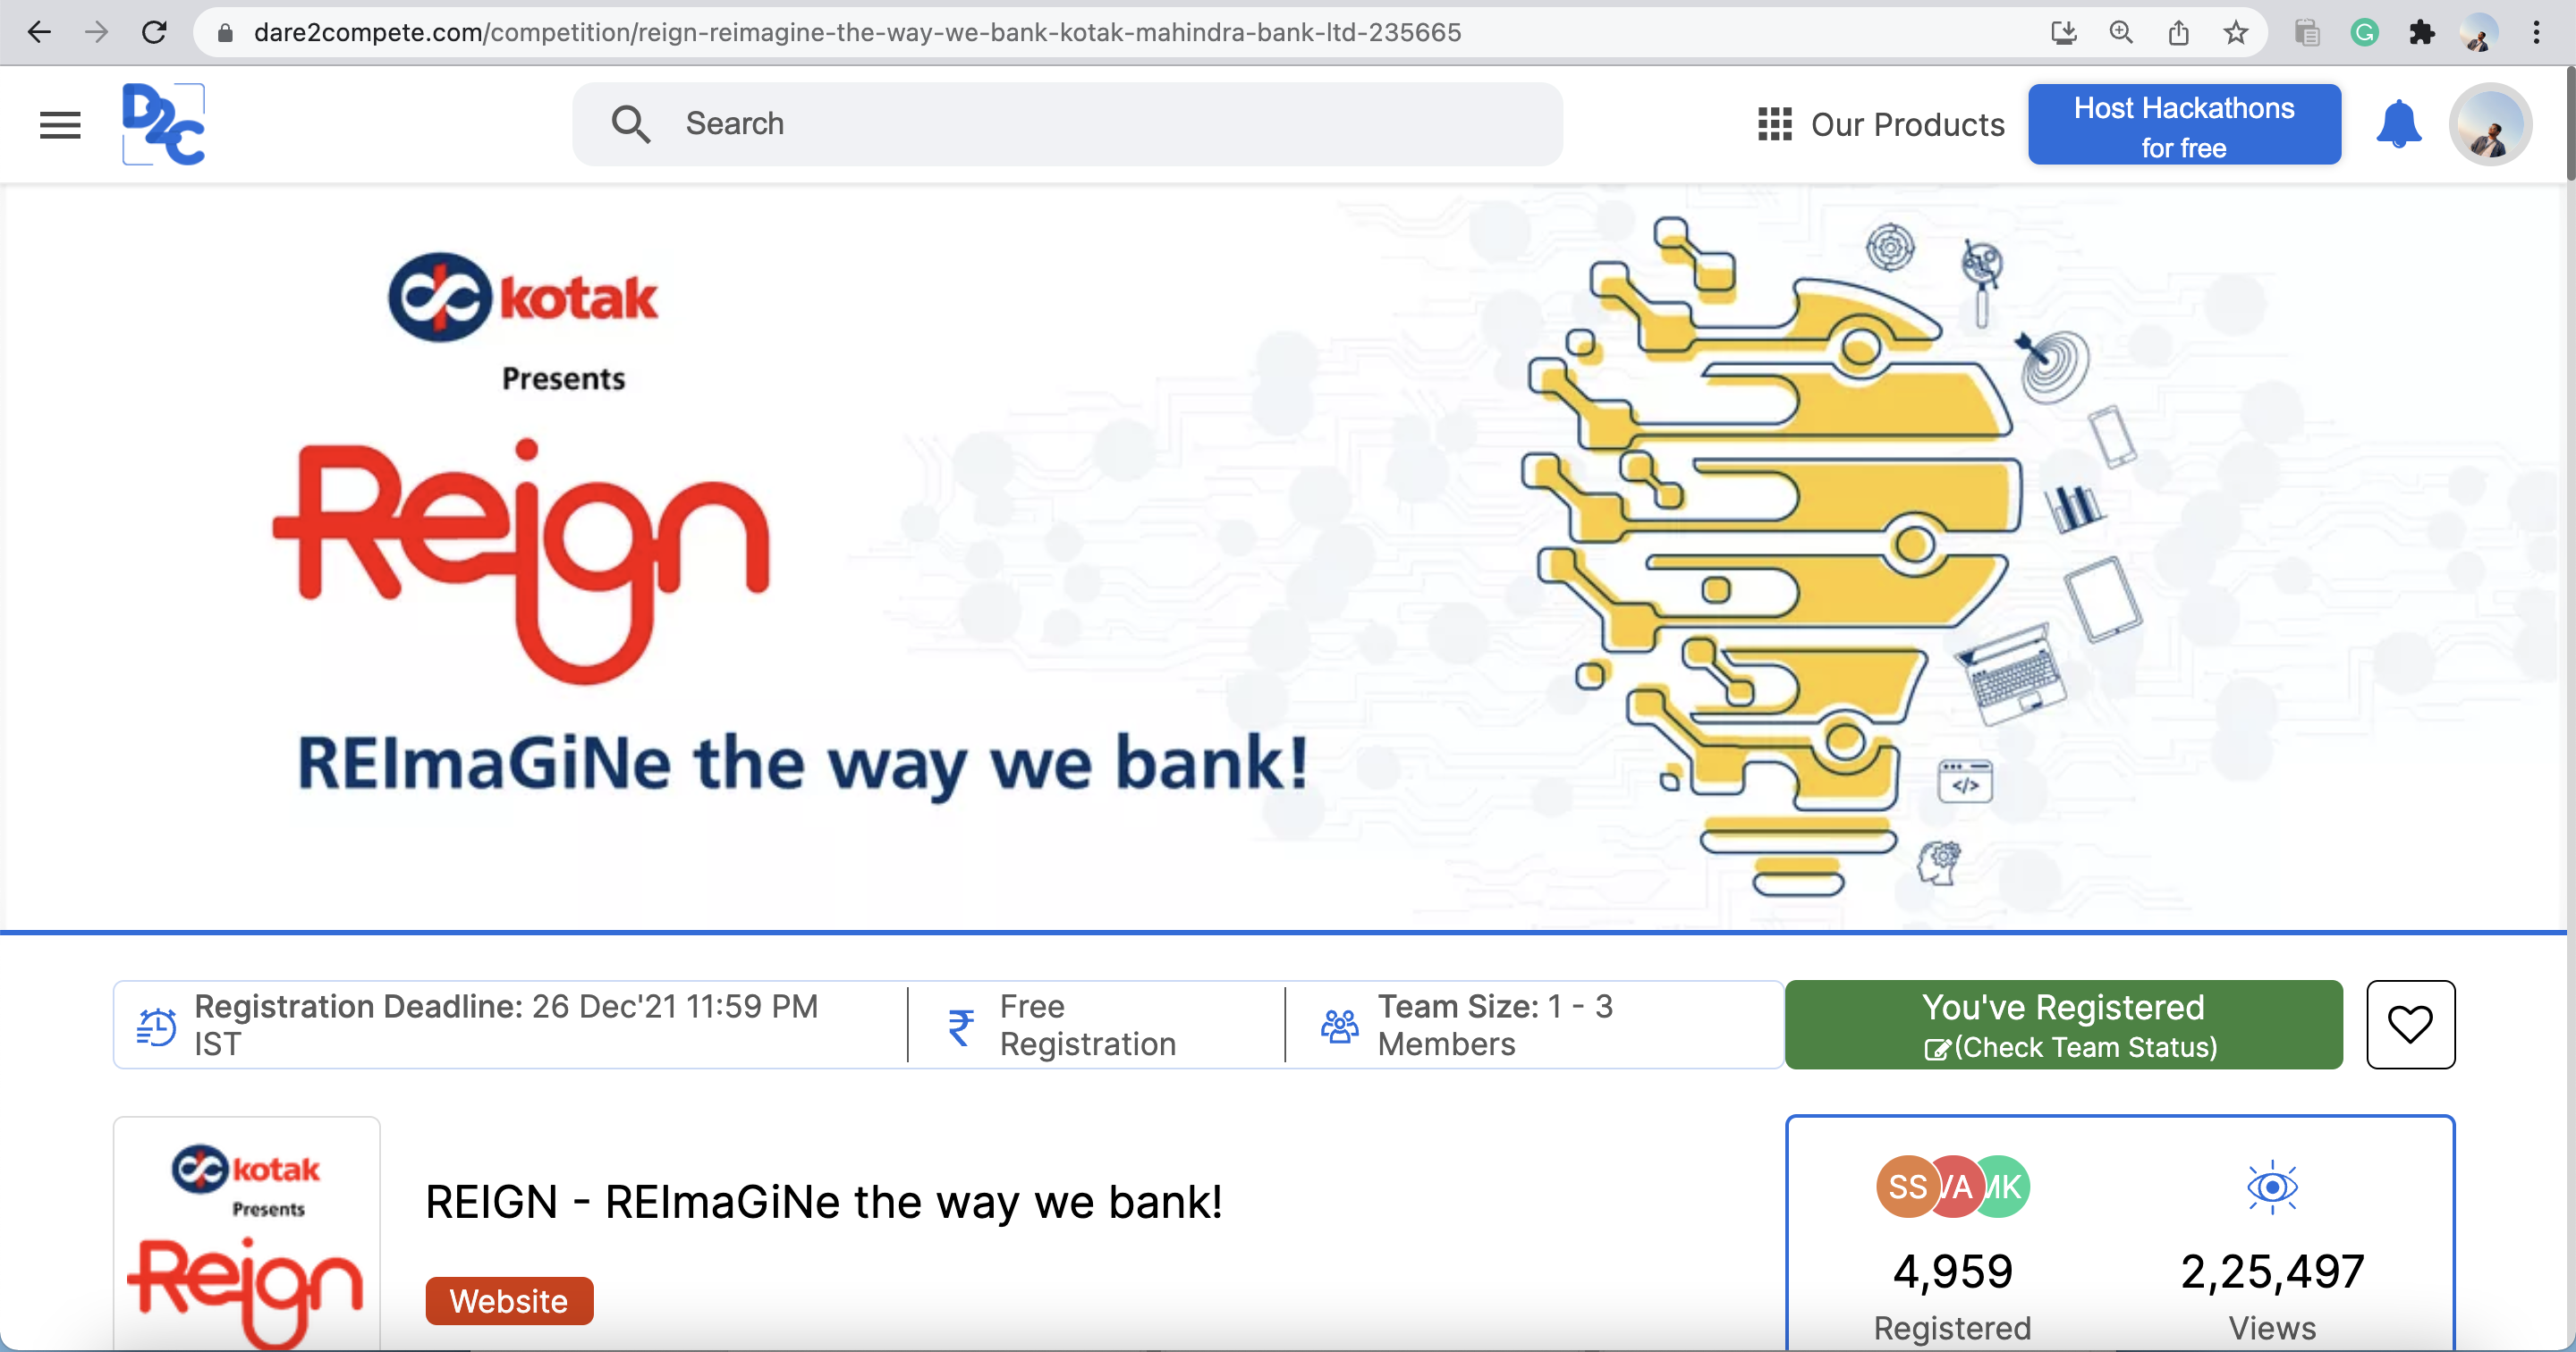 dare2compete.com/competition/reign-reimagine-the-way-we-bank-kotak-mahindra-bank-ltd-235665
D2C
Search
Our Products
Host Hackathons
for free
kotak
Presents
Reign
REImaGiNe the way we bank!
</>
Registration Deadline: 26 Dec'21 11:59 PM
IST
₹
Free
Registration
Team Size: 1 - 3
Members
You've Registered
(Check Team Status)
kotak
Presents
Reign
REIGN - REImaGiNe the way we bank!
Website
SS VA MK
4,959
Registered
2,25,497
Views